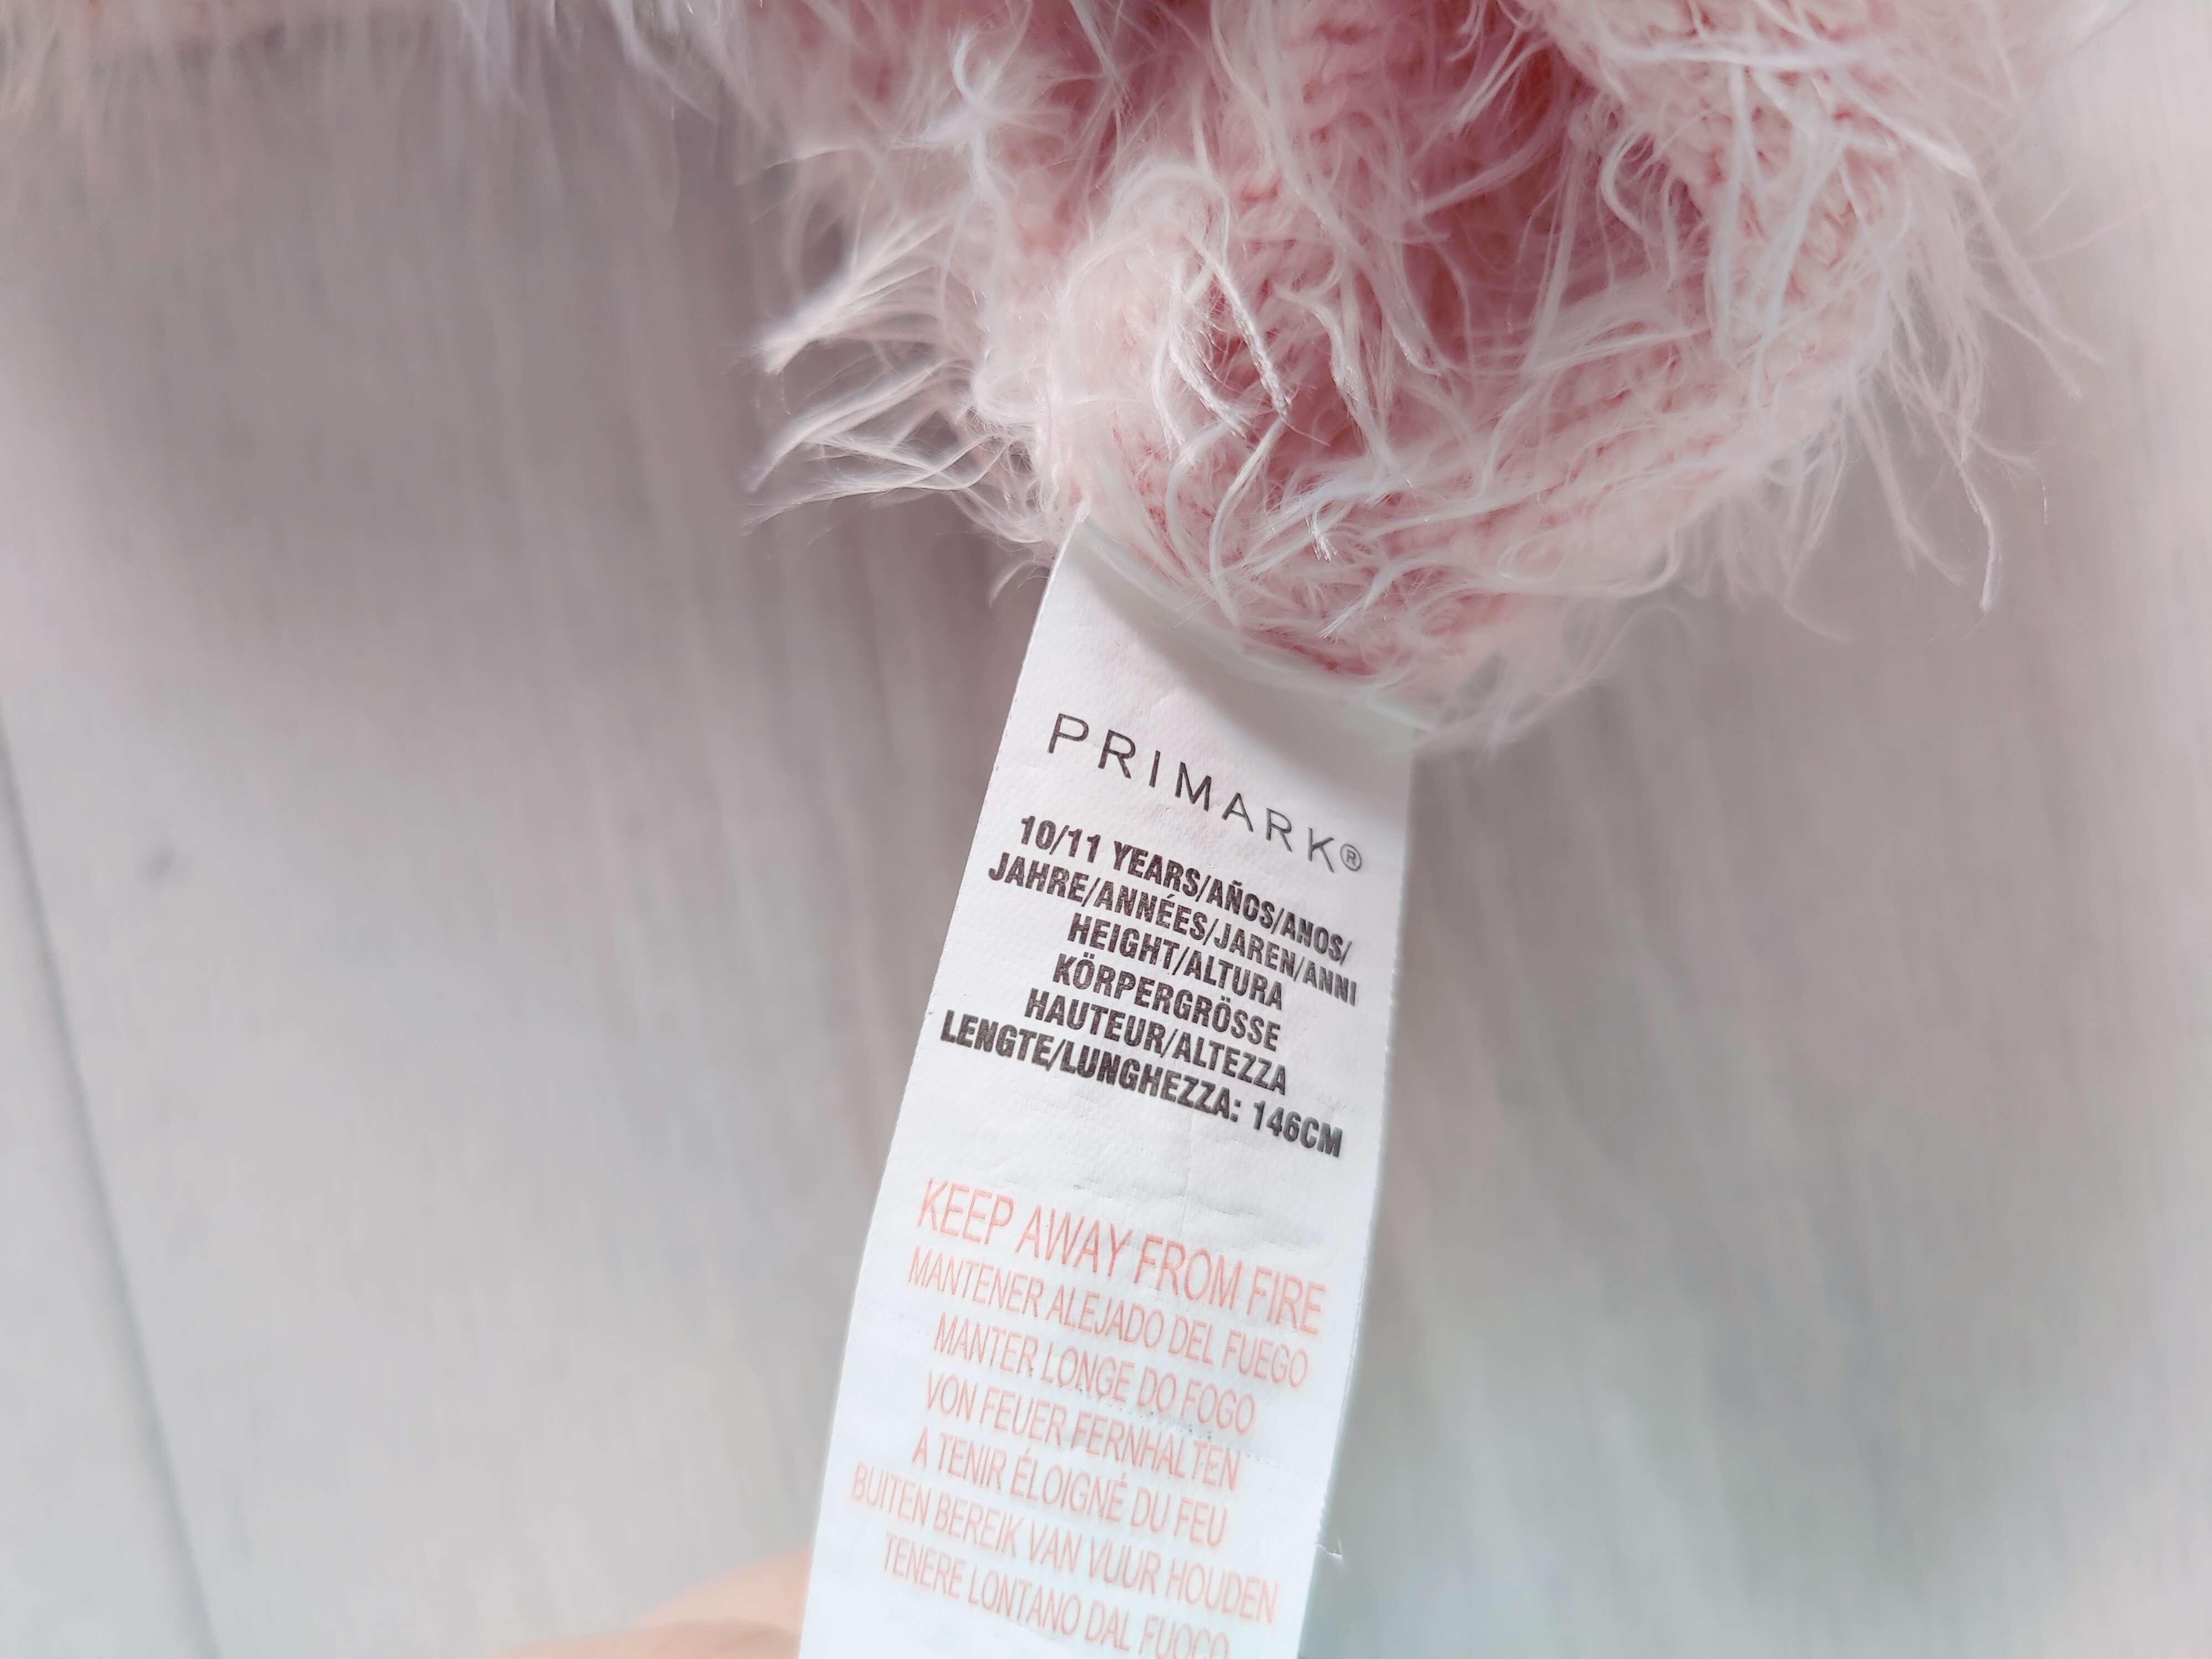 PRIMARK®
10/11 YEARS/AÑOS/ANOS/
JAHRE/ANNÉES/JAREN/ANNI
HEIGHT/ALTURA
KÖRPERGRÖSSE
HAUTEUR/ALTEZZA
LENGTE/LUNGHEZZA: 146CM
KEEP AWAY FROM FIRE
MANTENER ALEJADO DEL FUEGO
MANTER LONGE DO FOGO
VON FEUER FERNHALTEN
A TENIR ÉLOIGNÉ DU FEU
BUITEN BEREIK VAN VUUR HOUDEN
TENERE LONTANO DAL FUOCO